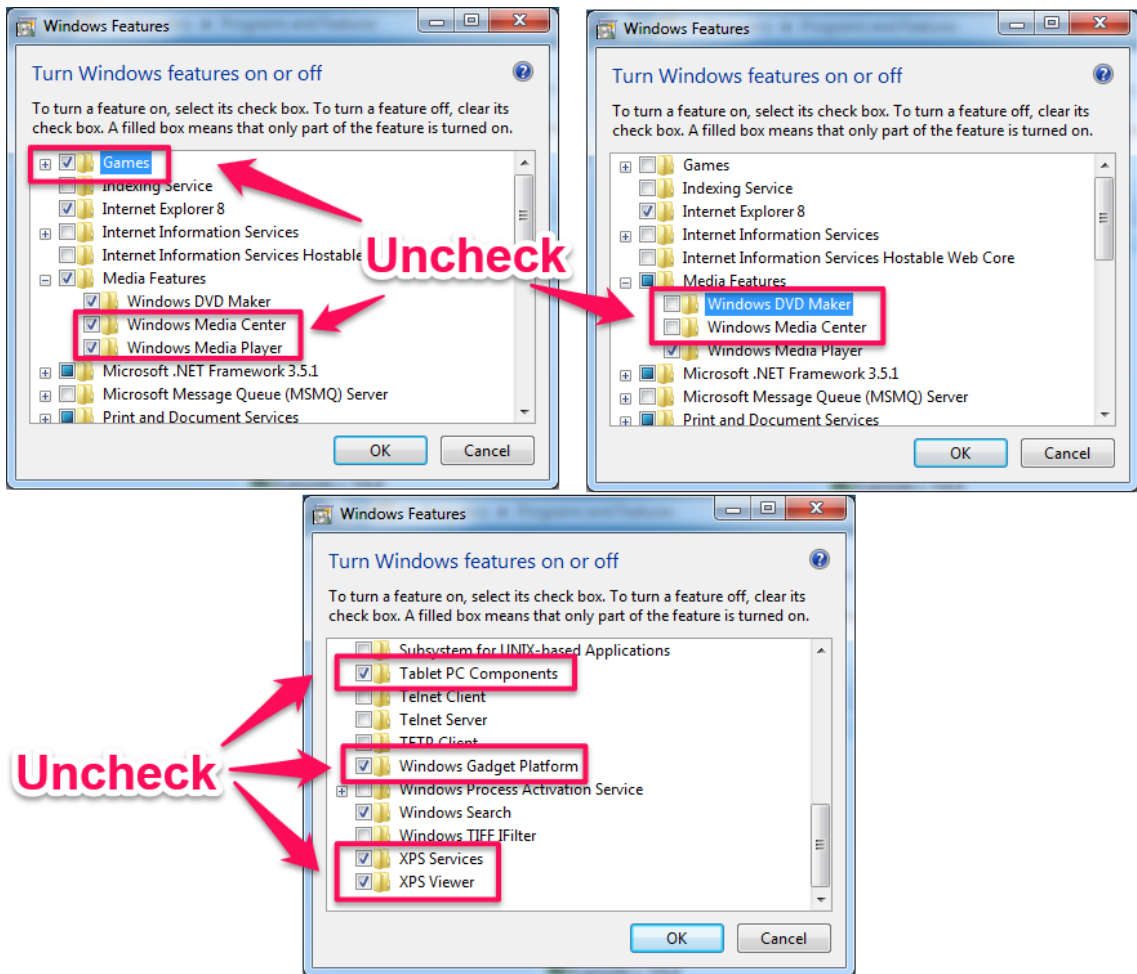 Windows Features
Turn Windows features on or off
To turn a feature on, select its check box. To turn a feature off, clear its
check box. A filled box means that only part of the feature is turned on.
Games
Indexing Service
Internet Explorer 8
Internet Information Services
Internet Information Services Hostable
Media Features
Windows DVD Maker
Windows Media Center
Windows Media Player
Microsoft .NET Framework 3.5.1
Microsoft Message Queue (MSMQ) Server
Print and Document Services
OK Cancel
Uncheck
Windows Features
Turn Windows features on or off
To turn a feature on, select its check box. To turn a feature off, clear its
check box. A filled box means that only part of the feature is turned on.
Games
Indexing Service
Internet Explorer 8
Internet Information Services
Internet Information Services Hostable Web Core
Media Features
Windows DVD Maker
Windows Media Center
Windows Media Player
Microsoft .NET Framework 3.5.1
Microsoft Message Queue (MSMQ) Server
Print and Document Services
OK Cancel
Windows Features
Turn Windows features on or off
To turn a feature on, select its check box. To turn a feature off, clear its
check box. A filled box means that only part of the feature is turned on.
Subsystem for UNIX-based Applications
Tablet PC Components
Telnet Client
Telnet Server
TFTP Client
Windows Gadget Platform
Windows Process Activation Service
Windows Search
Windows TIFF IFilter
XPS Services
XPS Viewer
OK Cancel
Uncheck